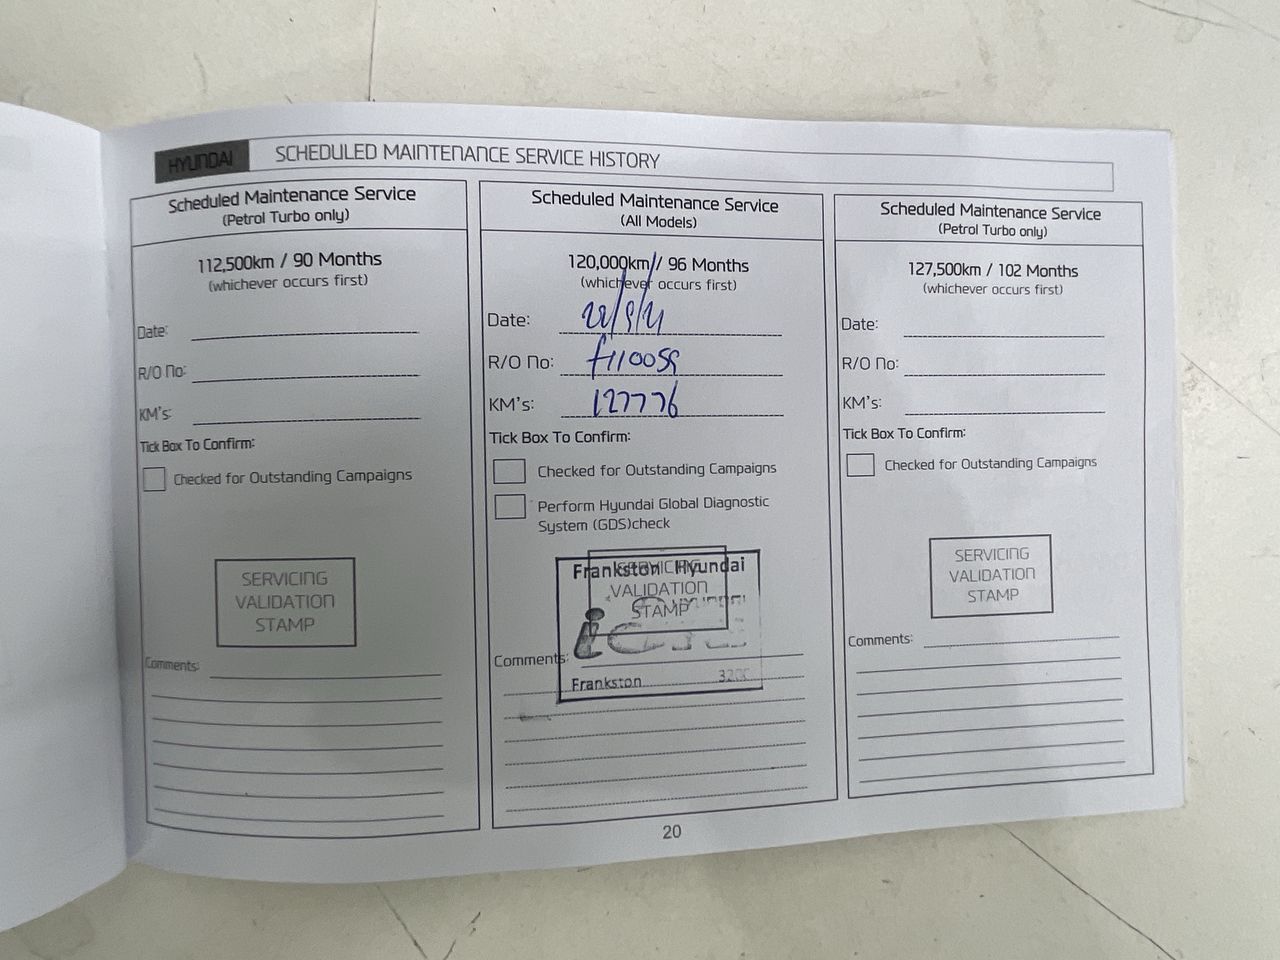 HYUNDAI
SCHEDULED MAINTENANCE SERVICE HISTORY
Scheduled Maintenance Service
(Petrol Turbo only)
112,500km / 90 Months
(whichever occurs first)
Date:
R/O No:
KM's:
Tick Box To Confirm:
Checked for Outstanding Campaigns
SERVICING
VALIDATION
STAMP
Comments:
Scheduled Maintenance Service
(All Models)
120,000km / 96 Months
(whichever occurs first)
Date: 22/9/21
R/O No: f110059
KM's: 127776
Tick Box To Confirm:
Checked for Outstanding Campaigns
Perform Hyundai Global Diagnostic
System (GDS)check
Frankston Hyundai
SERVICING
VALIDATION
STAMP
Comments:
Frankston
Scheduled Maintenance Service
(Petrol Turbo only)
127,500km / 102 Months
(whichever occurs first)
Date:
R/O No:
KM's:
Tick Box To Confirm:
Checked for Outstanding Campaigns
SERVICING
VALIDATION
STAMP
Comments:
20